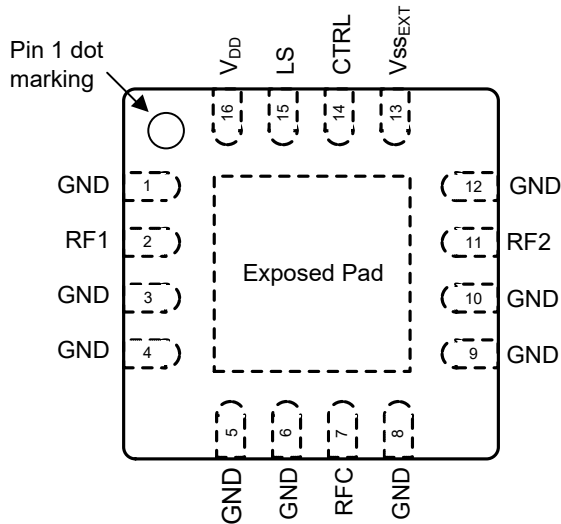 Pin 1 dot
marking
VDD
LS
CTRL
VssEXT
16
15
14
13
GND
1
12
GND
RF1
2
11
RF2
Exposed Pad
GND
3
10
GND
GND
4
9
GND
5
6
7
8
GND
GND
RFC
GND